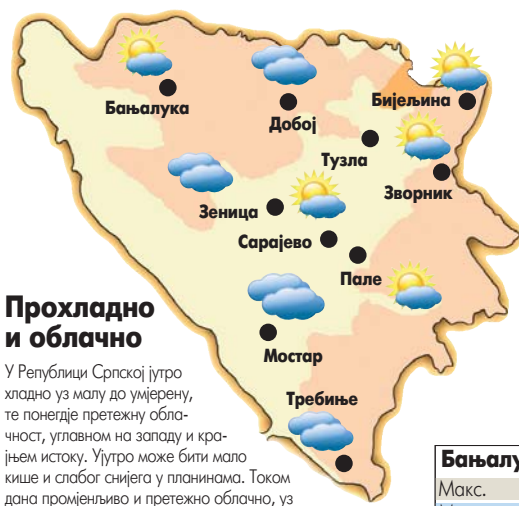 Бањалука
Добој
Бијељина
Тузла
Зворник
Зеница
Сарајево
Пале
Мостар
Требиње
Прохладно
и облачно
У Републици Српској јутро
хладно уз малу до умјерену,
те понегдје претежну обла-
чност, углавном на западу и кра-
јњем истоку. Ујутро може бити мало
кише и слабог снијега у планинама. Током
дана промјенљиво и претежно облачно, уз
Бањалу
Макс.